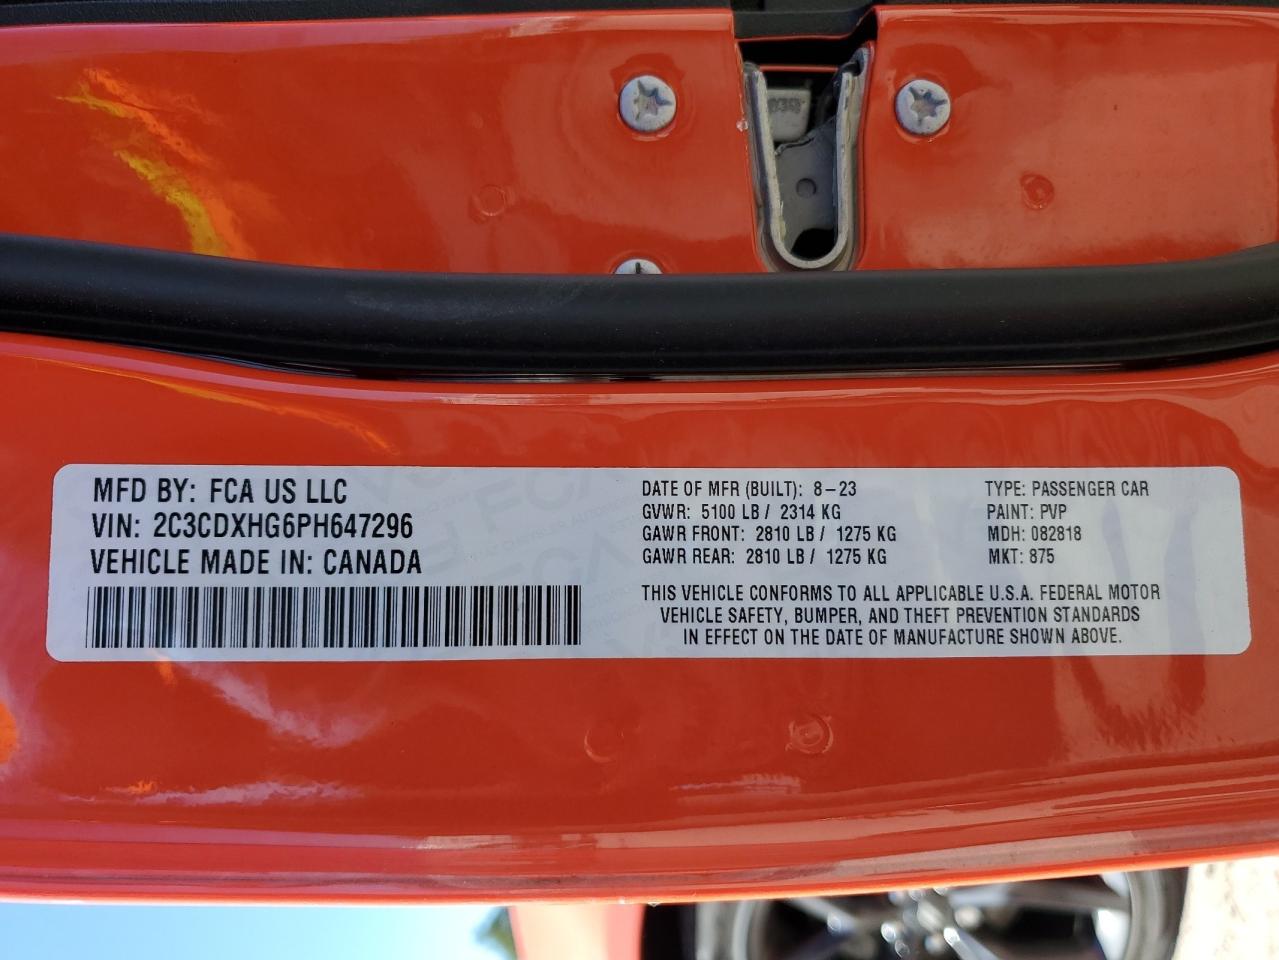 MFD BY: FCA US LLC
VIN: 2C3CDXHG6PH647296
VEHICLE MADE IN: CANADA
DATE OF MFR (BUILT): 8-23
GVWR: 5100 LB / 2314 KG
GAWR FRONT: 2810 LB / 1275 KG
GAWR REAR: 2810 LB / 1275 KG
TYPE: PASSENGER CAR
PAINT: PVP
MDH: 082818
MKT: 875
THIS VEHICLE CONFORMS TO ALL APPLICABLE U.S.A. FEDERAL MOTOR
VEHICLE SAFETY, BUMPER, AND THEFT PREVENTION STANDARDS
IN EFFECT ON THE DATE OF MANUFACTURE SHOWN ABOVE.